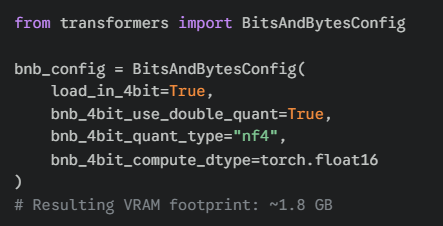 from transformers import BitsAndBytesConfig

bnb_config = BitsAndBytesConfig(
    load_in_4bit=True,
    bnb_4bit_use_double_quant=True,
    bnb_4bit_quant_type="nf4",
    bnb_4bit_compute_dtype=torch.float16
)
# Resulting VRAM footprint: ~1.8 GB